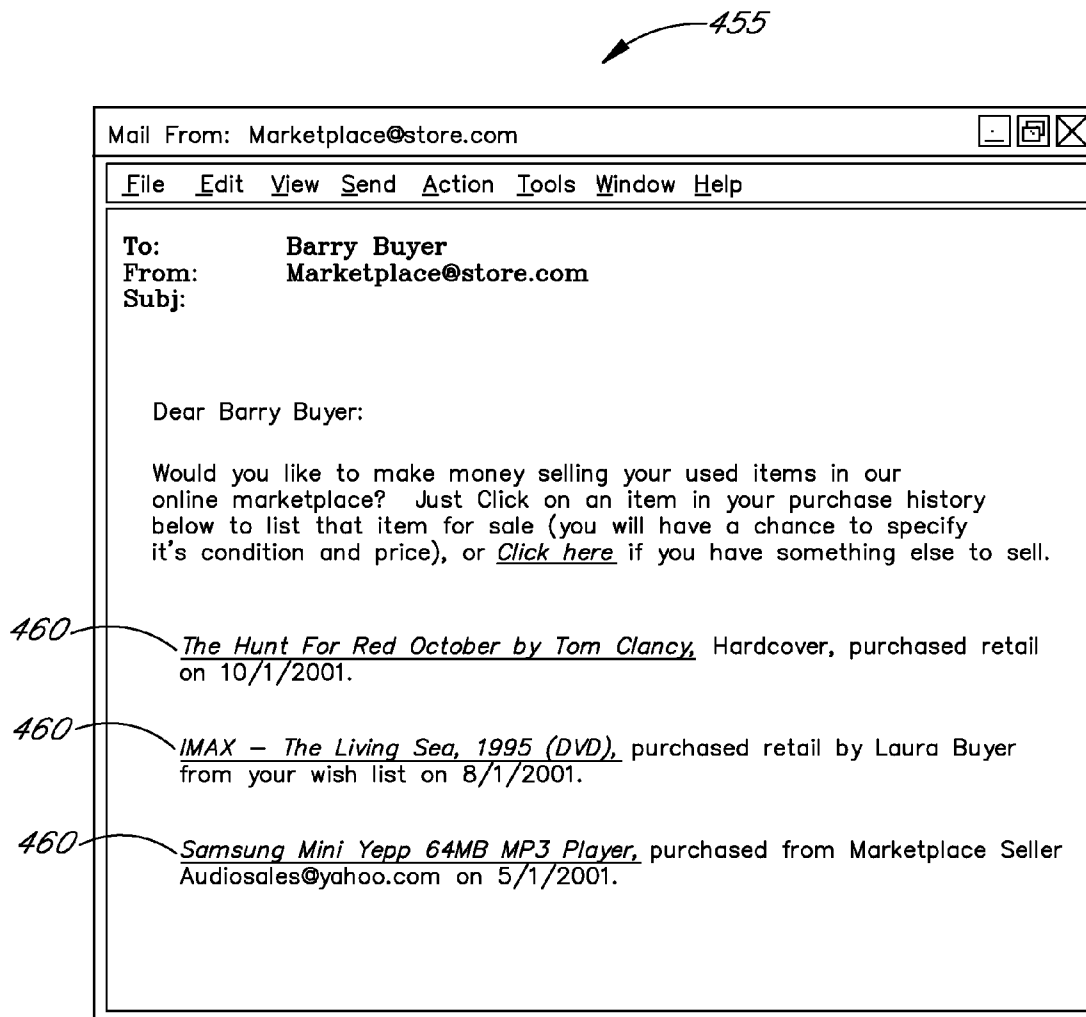 455
Mail From: Marketplace@store.com
File Edit View Send Action Tools Window Help
To: Barry Buyer
From: Marketplace@store.com
Subj:
Dear Barry Buyer:
Would you like to make money selling your used items in our
online marketplace? Just Click on an item in your purchase history
below to list that item for sale (you will have a chance to specify
it's condition and price), or Click here if you have something else to sell.
460
The Hunt For Red October by Tom Clancy, Hardcover, purchased retail
on 10/1/2001.
460
IMAX – The Living Sea, 1995 (DVD), purchased retail by Laura Buyer
from your wish list on 8/1/2001.
460
Samsung Mini Yepp 64MB MP3 Player, purchased from Marketplace Seller
Audiosales@yahoo.com on 5/1/2001.